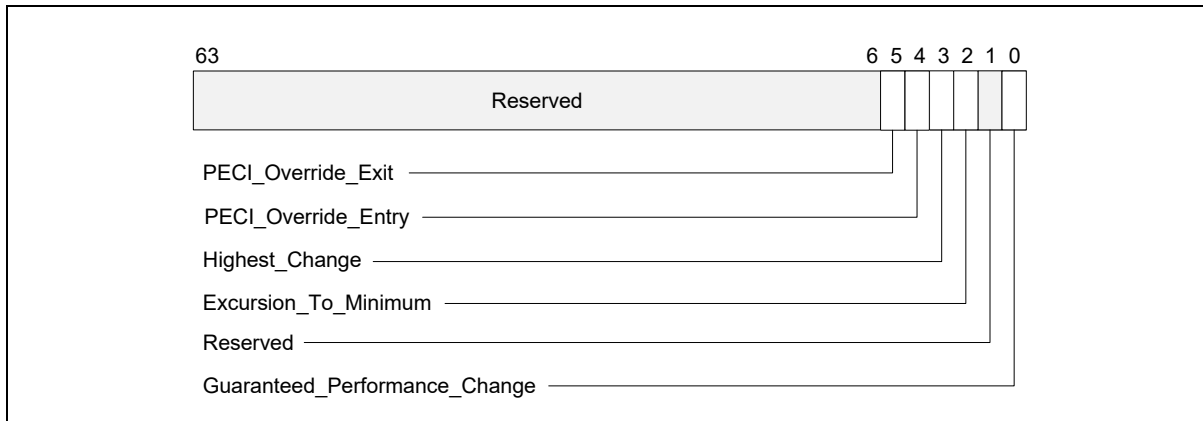 63 6 5 4 3 2 1 0
Reserved
PECI_Override_Exit
PECI_Override_Entry
Highest_Change
Excursion_To_Minimum
Reserved
Guaranteed_Performance_Change